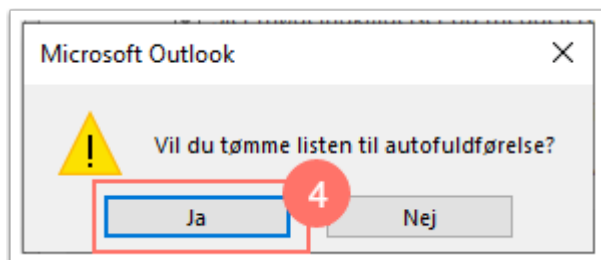 Microsoft Outlook
Vil du tømme listen til autofuldførelse?
4
Ja
Nej